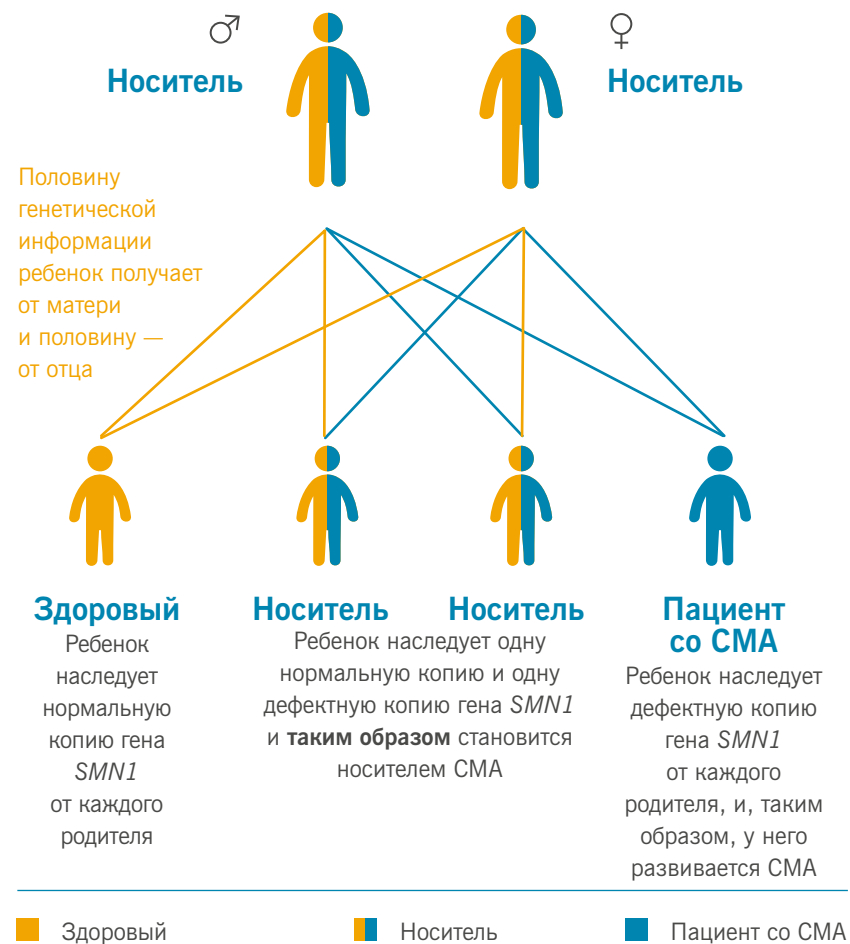 ♂
♀
Носитель
Носитель
Половину
генетической
информации
ребенок получает
от матери
и половину —
от отца
Здоровый
Ребенок
наследует
нормальную
копию гена
SMN1
от каждого
родителя
Носитель
Носитель
Ребенок наследует одну
нормальную копию и одну
дефектную копию гена SMN1
и таким образом становится
носителем СМА
Пациент
со СМА
Ребенок наследует
дефектную копию
гена SMN1
от каждого
родителя, и, таким
образом, у него
развивается СМА
Здоровый
Носитель
Пациент со СМА